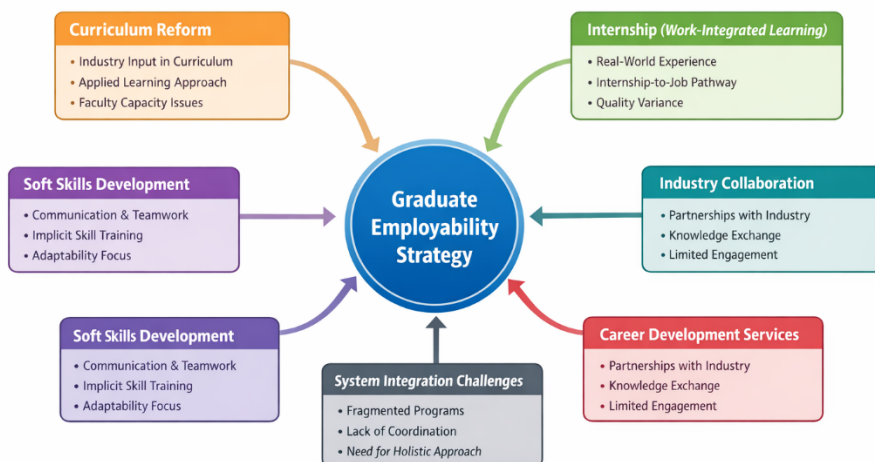 Curriculum Reform
• Industry Input in Curriculum
• Applied Learning Approach
• Faculty Capacity Issues
Internship (Work-Integrated Learning)
• Real-World Experience
• Internship-to-Job Pathway
• Quality Variance
Soft Skills Development
• Communication & Teamwork
• Implicit Skill Training
• Adaptability Focus
Graduate
Employability
Strategy
Industry Collaboration
• Partnerships with Industry
• Knowledge Exchange
• Limited Engagement
Soft Skills Development
• Communication & Teamwork
• Implicit Skill Training
• Adaptability Focus
System Integration Challenges
• Fragmented Programs
• Lack of Coordination
• Need for Holistic Approach
Career Development Services
• Partnerships with Industry
• Knowledge Exchange
• Limited Engagement